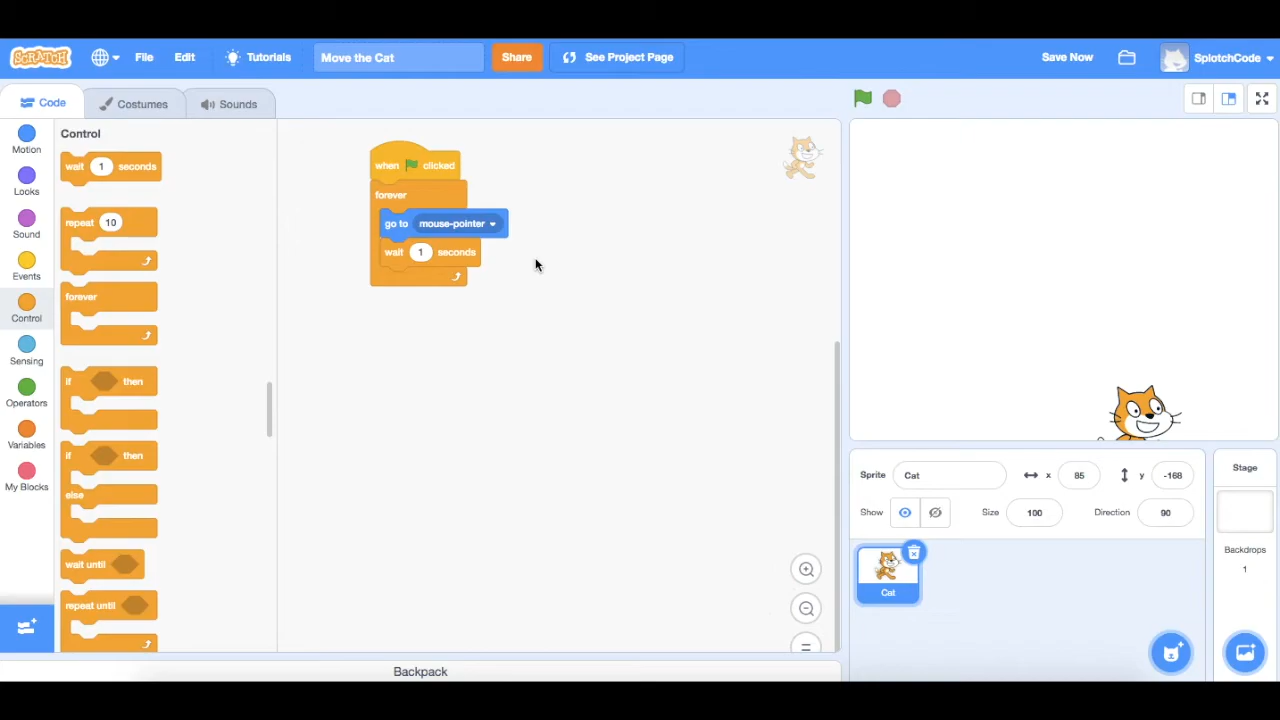 SCRATCH
File
Edit
Tutorials
Move the Cat
Share
See Project Page
Save Now
SplotchCode
Code
Costumes
Sounds
Motion
Looks
Sound
Events
Control
Sensing
Operators
Variables
My Blocks
Control
wait 1 seconds
repeat 10
forever
if then
if then
else
wait until
repeat until
when clicked
forever
go to mouse-pointer
wait 1 seconds
Sprite Cat x 85 y -168
Show Size 100 Direction 90
Cat
Stage
Backdrops
1
Backpack